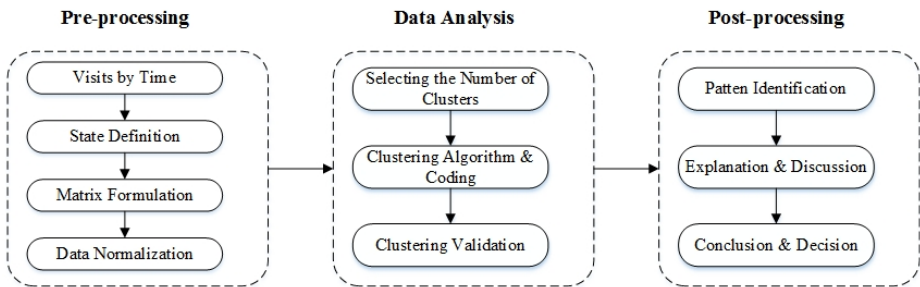 Pre-processing
Visits by Time
State Definition
Matrix Formulation
Data Normalization
Data Analysis
Selecting the Number of
Clusters
Clustering Algorithm &
Coding
Clustering Validation
Post-processing
Patten Identification
Explanation & Discussion
Conclusion & Decision